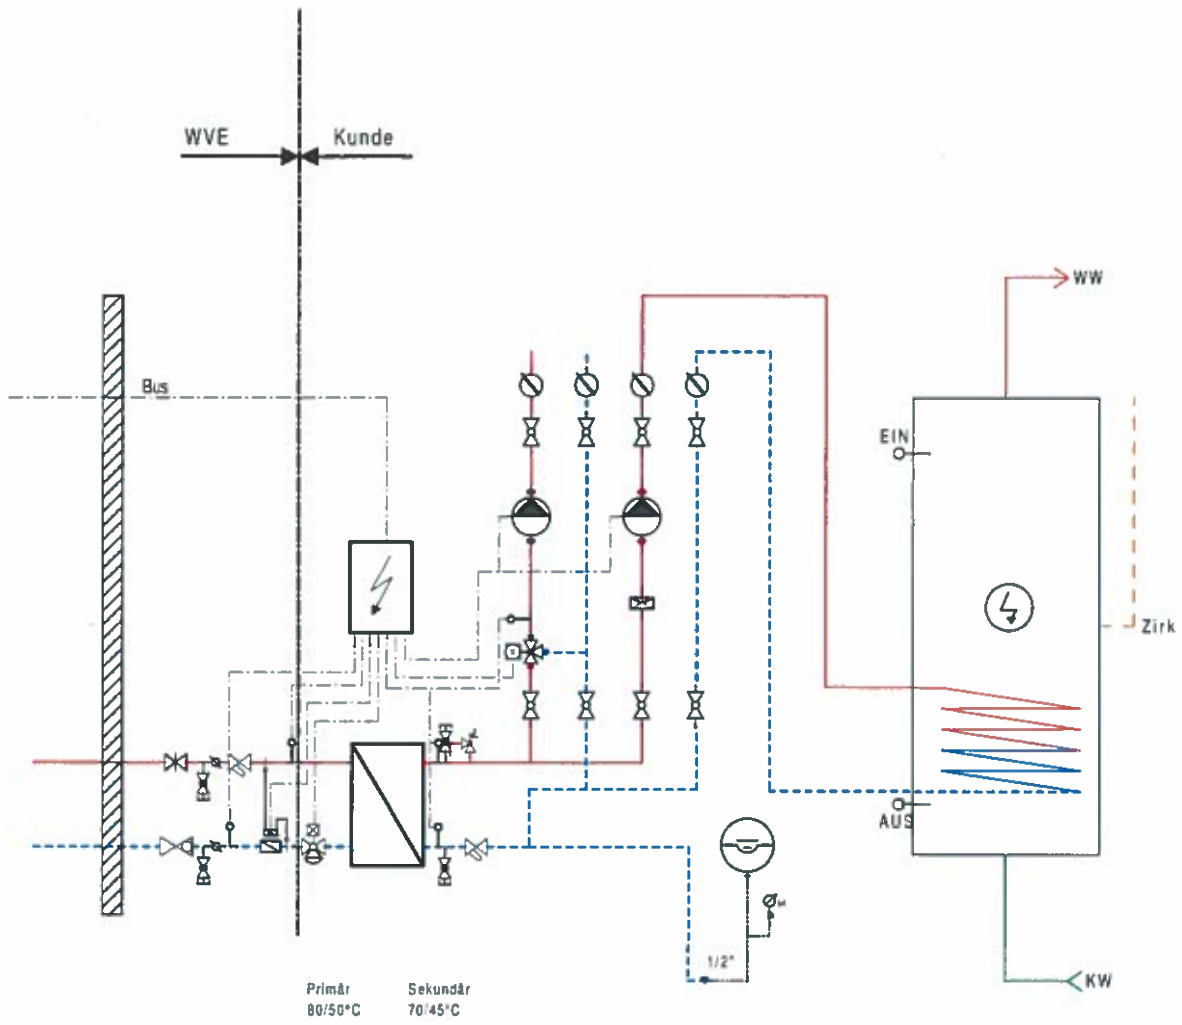 WVE
Kunde
WW
Bus
EIN
Zirk
AUS
M
1/2"
KW
Primär
Sekundär
80/50°C
70/45°C